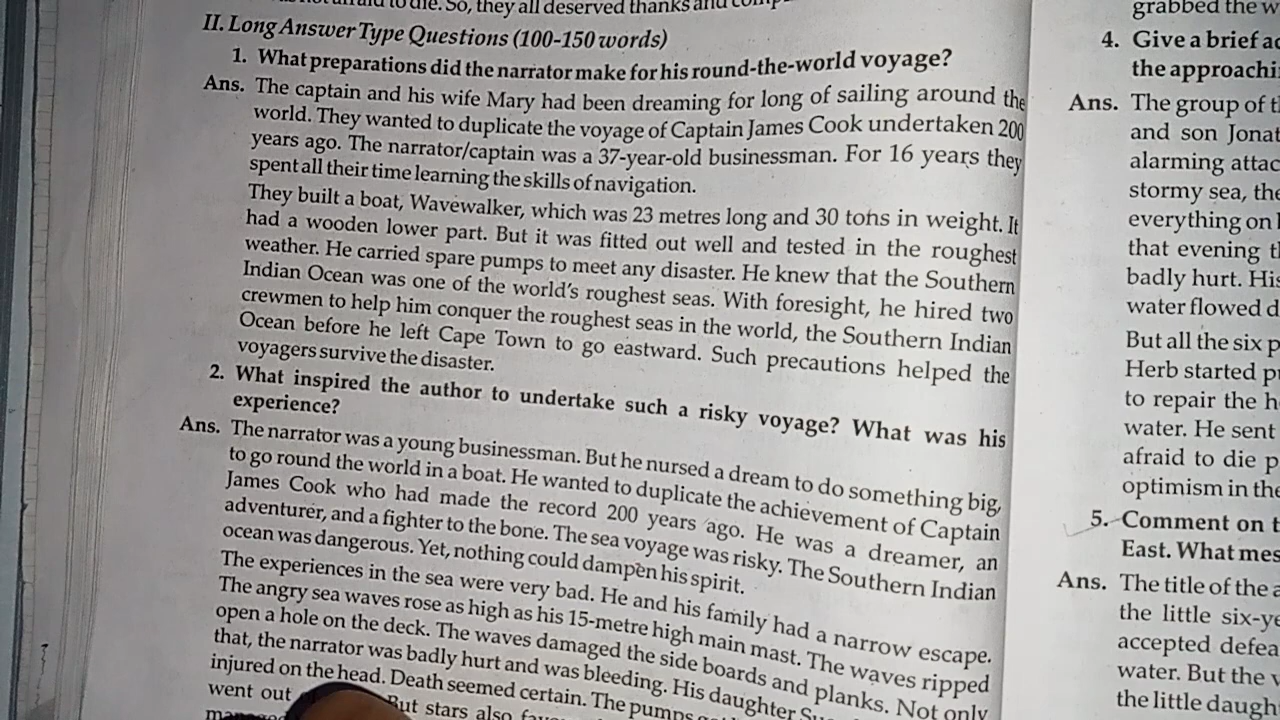 to die. So, they all deserved thanks and
II. Long Answer Type Questions (100-150 words)
1. What preparations did the narrator make for his round-the-world voyage?
Ans. The captain and his wife Mary had been dreaming for long of sailing around the
world. They wanted to duplicate the voyage of Captain James Cook undertaken 200
years ago. The narrator/captain was a 37-year-old businessman. For 16 years they
spent all their time learning the skills of navigation.
They built a boat, Wavewalker, which was 23 metres long and 30 tons in weight. It
had a wooden lower part. But it was fitted out well and tested in the roughest
weather. He carried spare pumps to meet any disaster. He knew that the Southern
Indian Ocean was one of the world's roughest seas. With foresight, he hired two
crewmen to help him conquer the roughest seas in the world, the Southern Indian
Ocean before he left Cape Town to go eastward. Such precautions helped the
voyagers survive the disaster.
2. What inspired the author to undertake such a risky voyage? What was his
experience?
Ans. The narrator was a young businessman. But he nursed a dream to do something big,
to go round the world in a boat. He wanted to duplicate the achievement of Captain
James Cook who had made the record 200 years ago. He was a dreamer, an
adventurer, and a fighter to the bone. The sea voyage was risky. The Southern Indian
ocean was dangerous. Yet, nothing could dampen his spirit.
The experiences in the sea were very bad. He and his family had a narrow escape.
The angry sea waves rose as high as his 15-metre high main mast. The waves ripped
open a hole on the deck. The waves damaged the side boards and planks. Not only
that, the narrator was badly hurt and was bleeding. His daughter
injured on the head. Death seemed certain. The pumps
went out But stars also
grabbed the w
4. Give a brief
the approachi
Ans. The group of t
and son Jonat
alarming attac
stormy sea, the
everything on
that evening t
badly hurt. His
water flowed d
But all the six p
Herb started p
to repair the h
water. He sent
afraid to die p
optimism in the
5. Comment on t
East. What mes
Ans. The title of the a
the little six-ye
accepted defea
water. But the
the little daugh